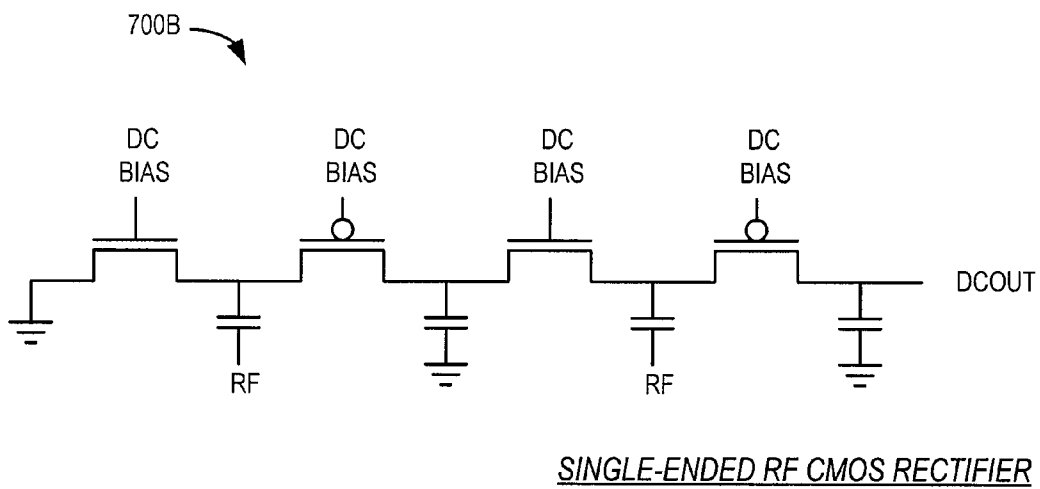 700B
DC
BIAS
DC
BIAS
DC
BIAS
DC
BIAS
DCOUT
RF
RF
SINGLE-ENDED RF CMOS RECTIFIER